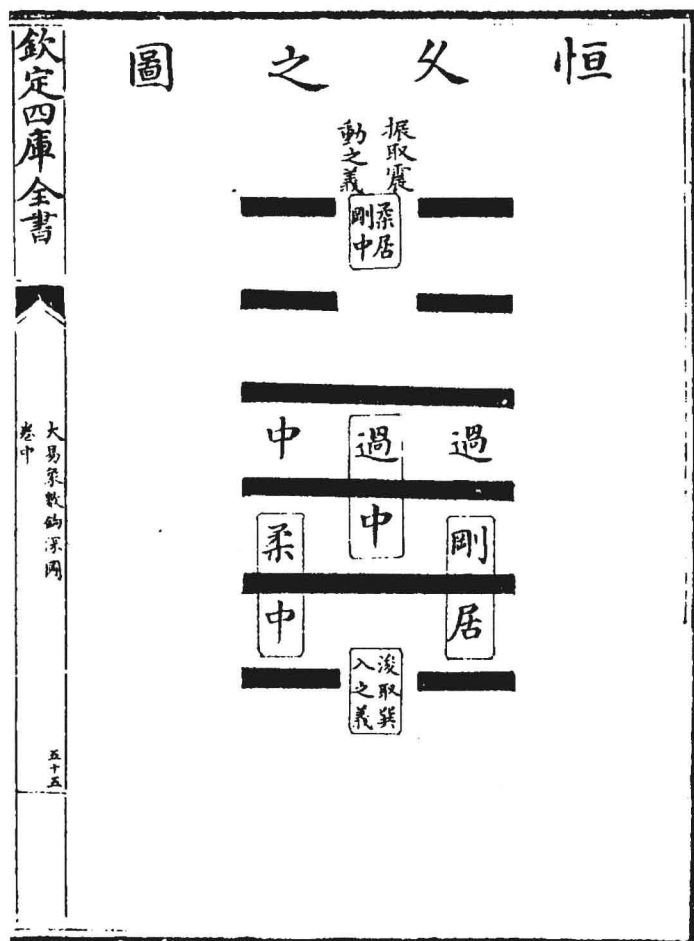 恒久之圖
振取震
動之義
柔居
剛中
過
過中
中
剛居
柔中
浚取巽
入之義
欽定四庫全書
大易象數鈎深圖
卷中
五十五